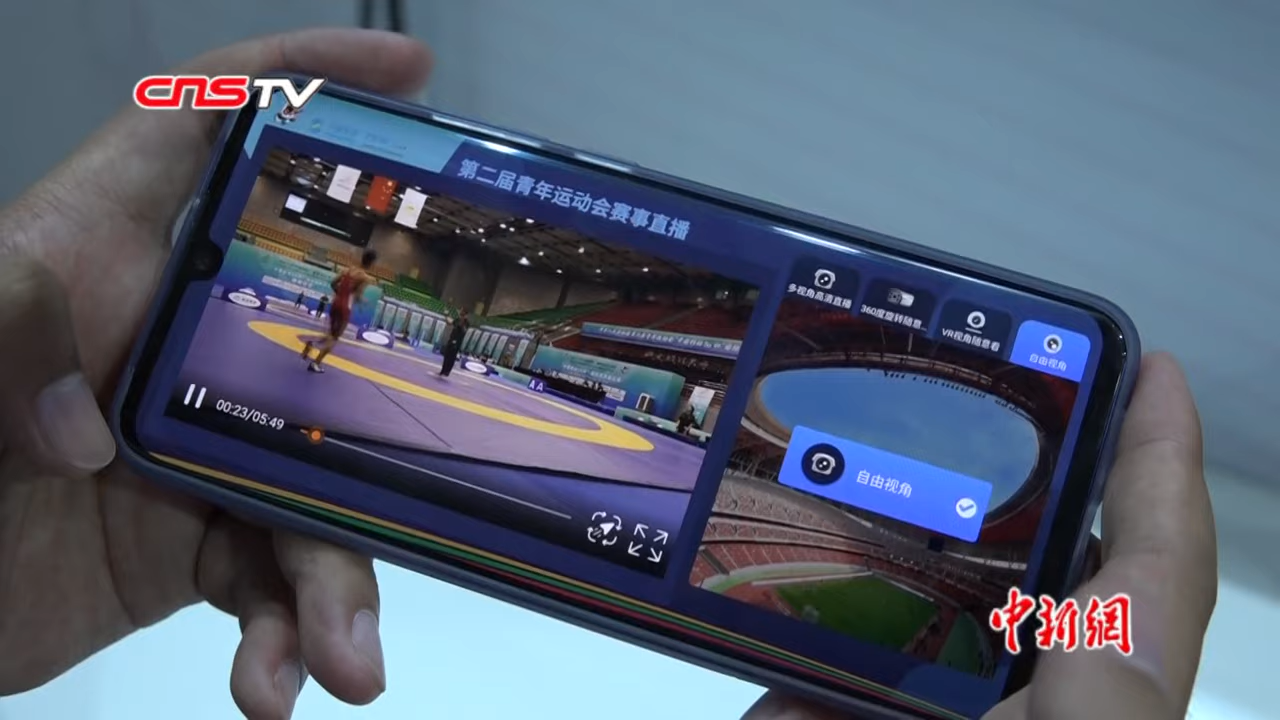 CNSTV
第二届青年运动会赛事直播
多视角高清直播
360度旋转随意...
VR视角随意看
自由视角
AA
00:23/05:49
自由视角
中新網